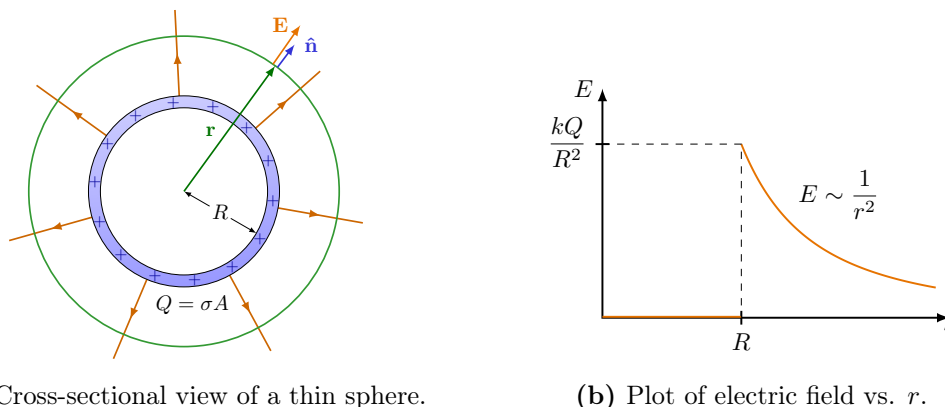 E
n̂
r
R
Q = σA
E
kQ
R²
E ∼ 1/r²
R
Cross-sectional view of a thin sphere.
(b) Plot of electric field vs. r.